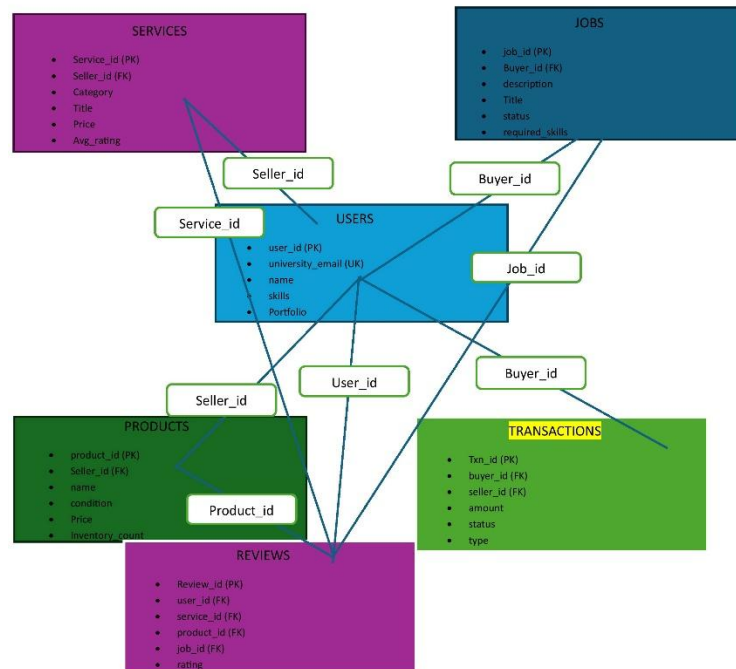 SERVICES
Service_id (PK)
Seller_id (FK)
Category
Title
Price
Avg_rating
JOBS
job_id (PK)
Buyer_id (FK)
description
Title
status
required_skills
Seller_id
Buyer_id
Service_id
USERS
user_id (PK)
university_email (UK)
name
skills
Portfolio
Job_id
Seller_id
User_id
Buyer_id
PRODUCTS
product_id (PK)
Seller_id (FK)
name
condition
Price
Inventory_count
Product_id
TRANSACTIONS
Txn_id (PK)
buyer_id (FK)
seller_id (FK)
amount
status
type
REVIEWS
Review_id (PK)
user_id (FK)
service_id (FK)
product_id (FK)
job_id (FK)
rating